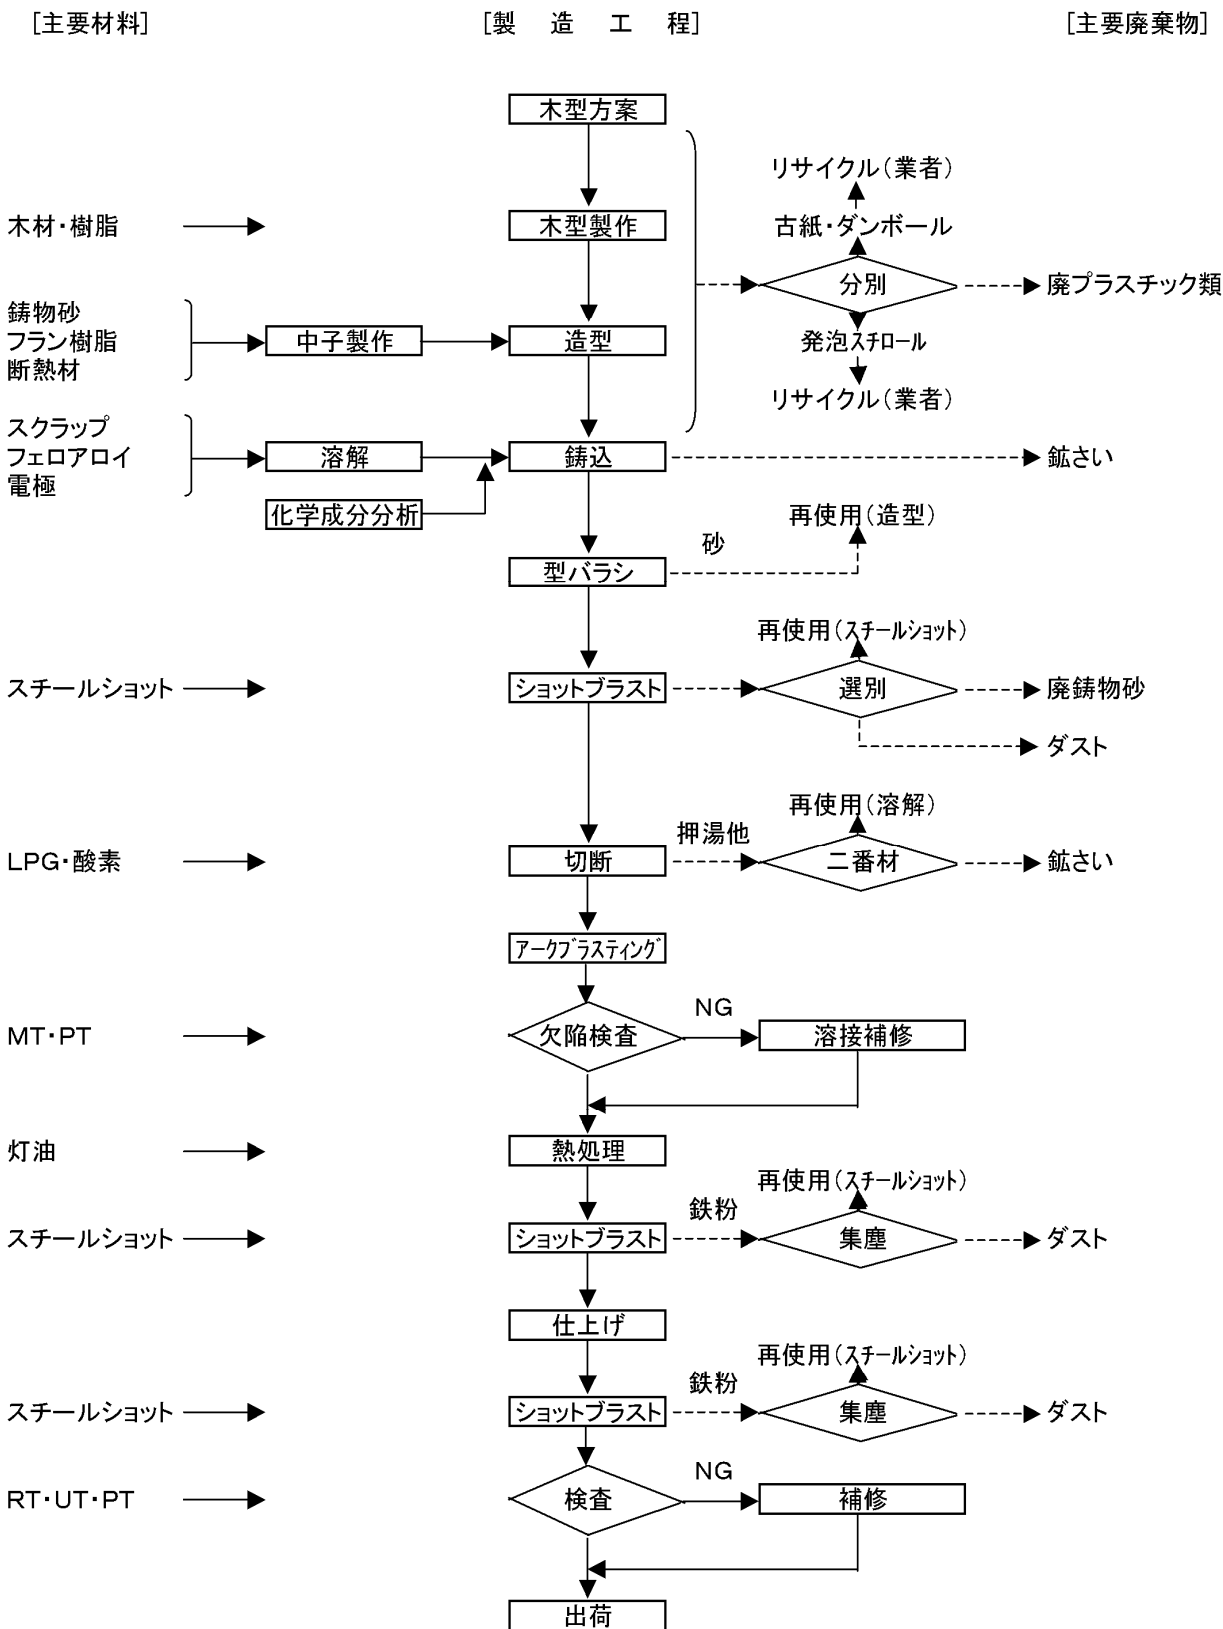 [主要材料]
[製 造 工 程]
[主要廃棄物]
木型方案
リサイクル(業者)
木材・樹脂
木型製作
古紙・ダンボール
分別
廃プラスチック類
鋳物砂
フラン樹脂
断熱材
中子製作
造型
発泡スチロール
リサイクル(業者)
スクラップ
フェロアロイ
電極
溶解
鋳込
鉱さい
化学成分分析
再使用(造型)
砂
型バラシ
再使用(スチールショット)
スチールショット
ショットブラスト
選別
廃鋳物砂
ダスト
再使用(溶解)
押湯他
LPG・酸素
切断
二番材
鉱さい
アークブラスティング
NG
MT・PT
欠陥検査
溶接補修
灯油
熱処理
再使用(スチールショット)
鉄粉
スチールショット
ショットブラスト
集塵
ダスト
仕上げ
再使用(スチールショット)
鉄粉
スチールショット
ショットブラスト
集塵
ダスト
NG
RT・UT・PT
検査
補修
出荷